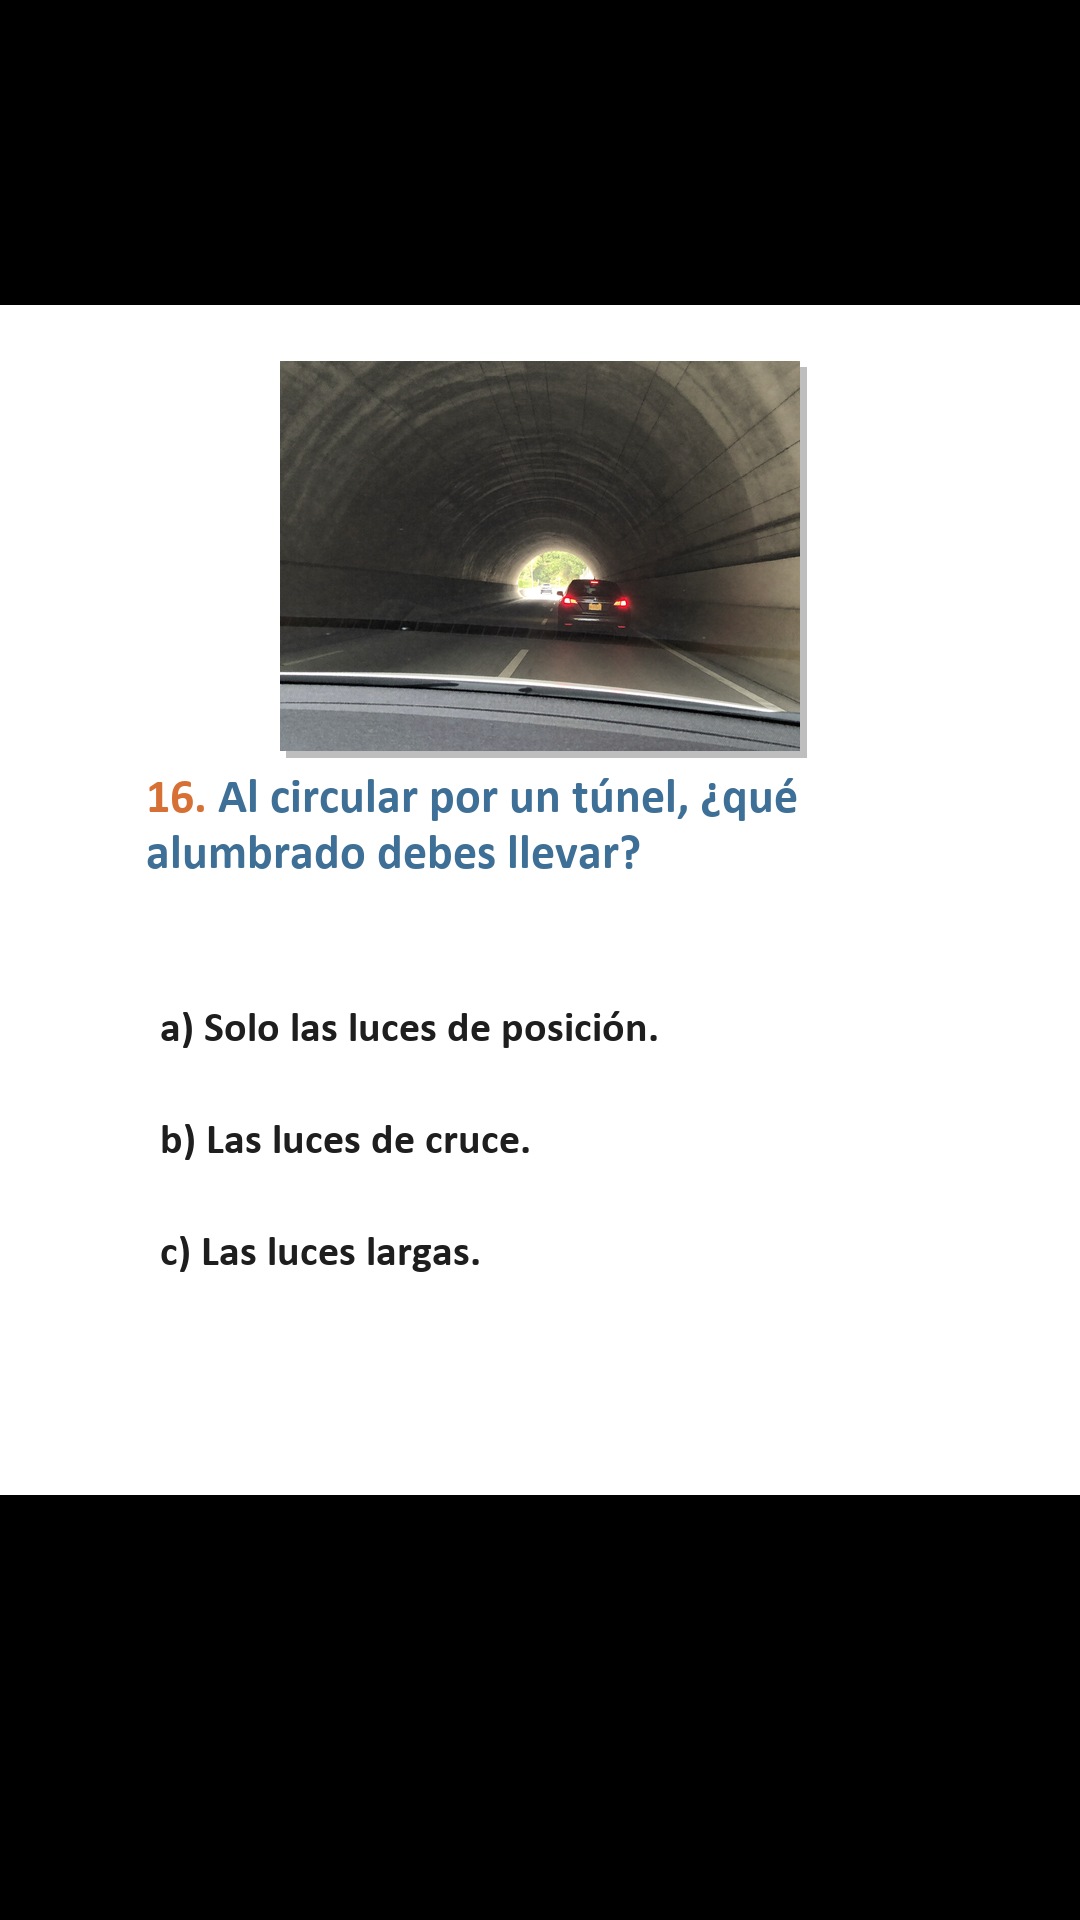 16. Al circular por un túnel, ¿qué
alumbrado debes llevar?
a) Solo las luces de posición.
b) Las luces de cruce.
c) Las luces largas.